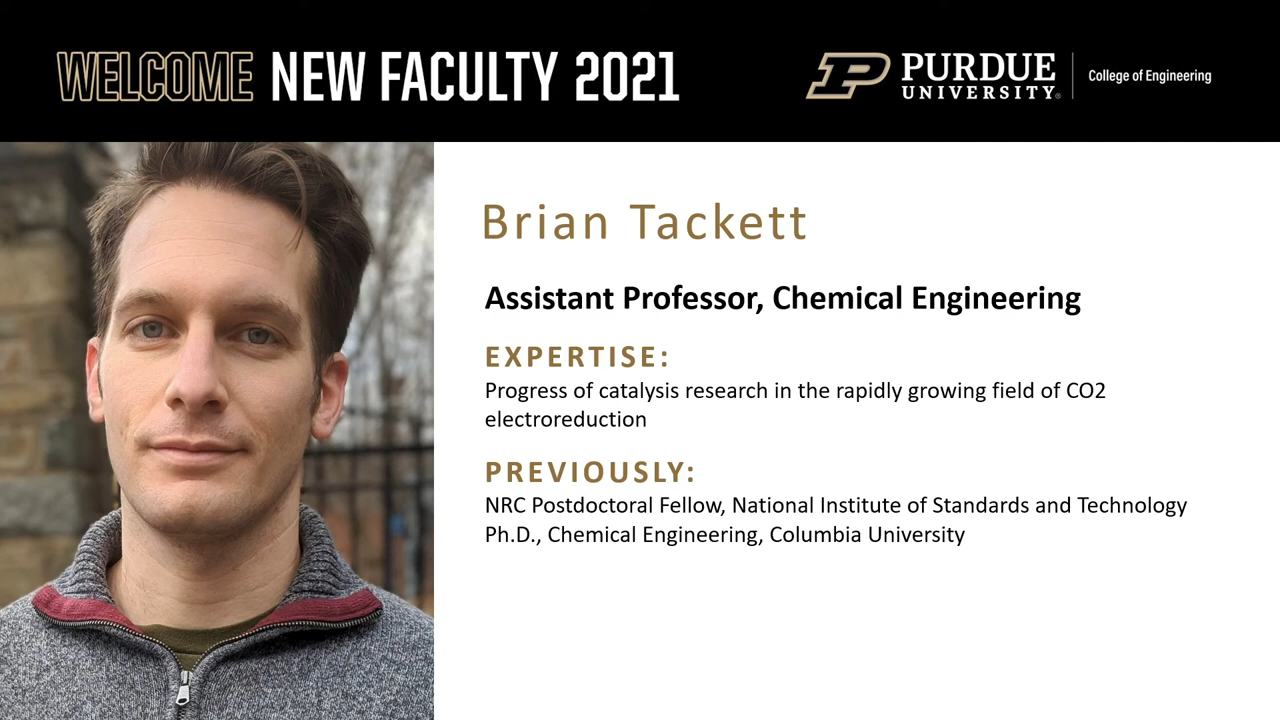 WELCOME NEW FACULTY 2021
PURDUE UNIVERSITY®
College of Engineering
Brian Tackett
Assistant Professor, Chemical Engineering
EXPERTISE:
Progress of catalysis research in the rapidly growing field of CO2
electroreduction
PREVIOUSLY:
NRC Postdoctoral Fellow, National Institute of Standards and Technology
Ph.D., Chemical Engineering, Columbia University